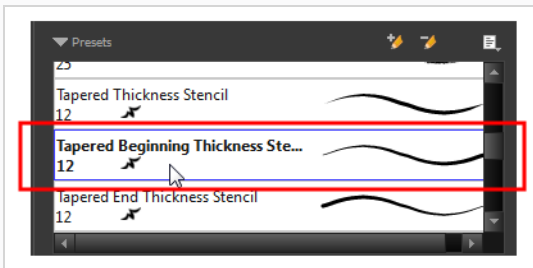 Presets
25
Tapered Thickness Stencil
12
Tapered Beginning Thickness Ste...
12
Tapered End Thickness Stencil
12